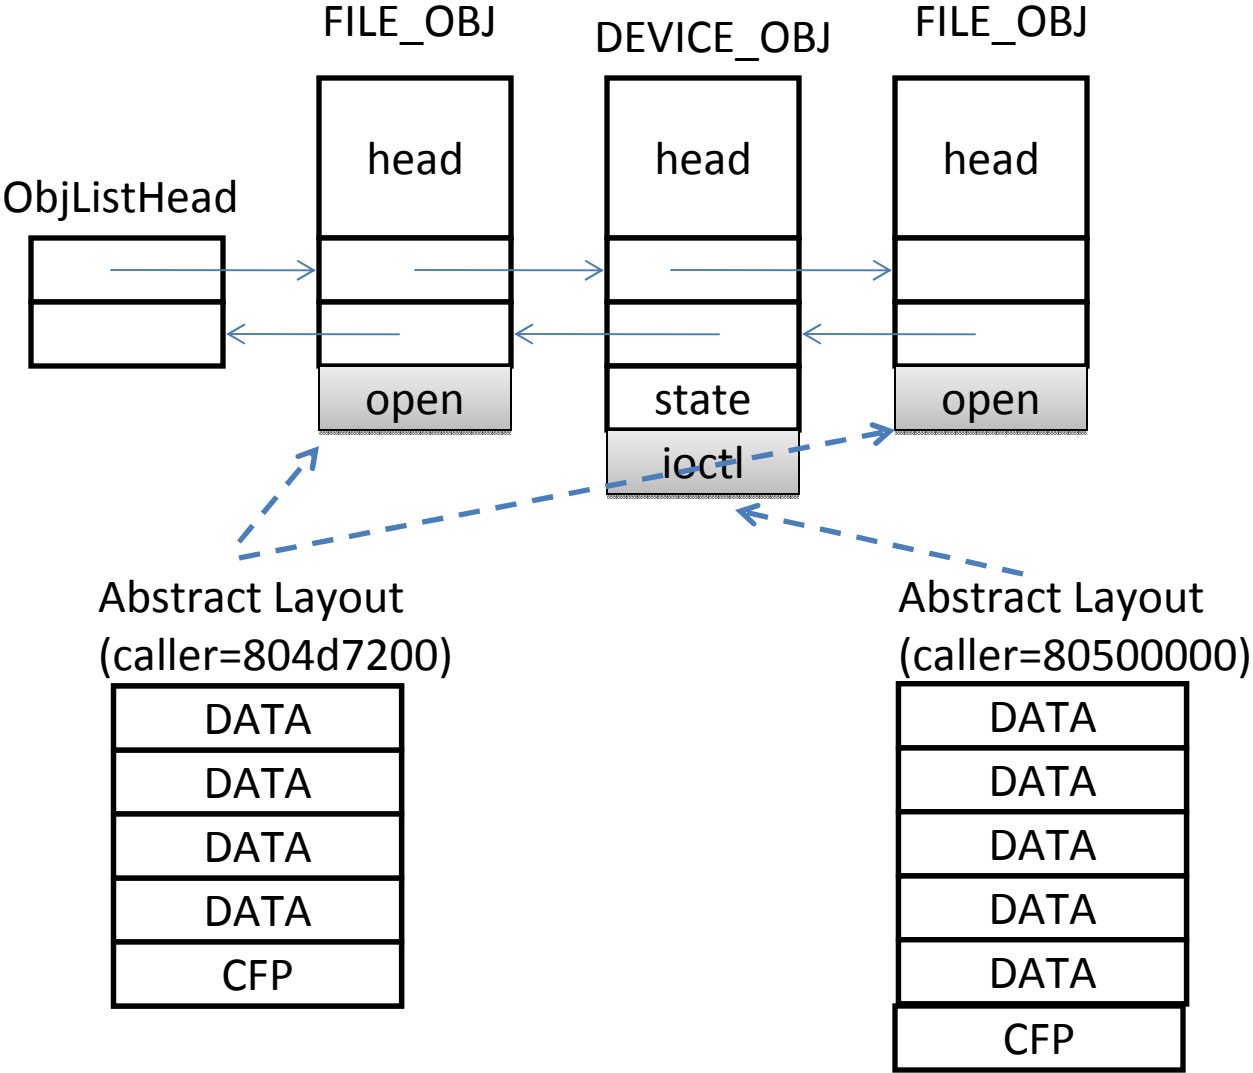 FILE_OBJ
DEVICE_OBJ
FILE_OBJ
head
head
head
ObjListHead
open
state
open
ioctl
Abstract Layout
(caller=804d7200)
DATA
DATA
DATA
DATA
CFP
Abstract Layout
(caller=80500000)
DATA
DATA
DATA
DATA
DATA
CFP